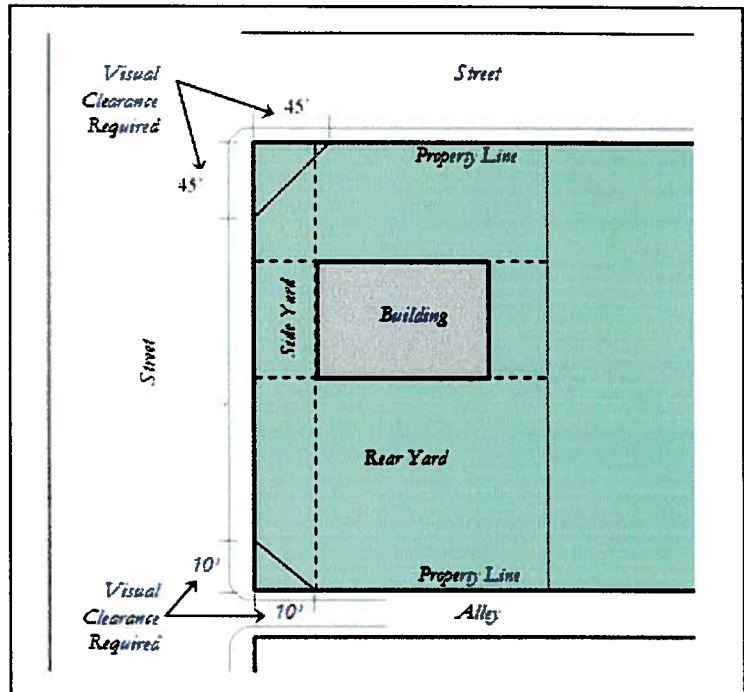 Visual
Clearance
Required
Street
45'
45'
Property Line
Side Yard
Building
Street
Rear Yard
10'
Visual
Clearance
Required
10'
Property Line
Alley